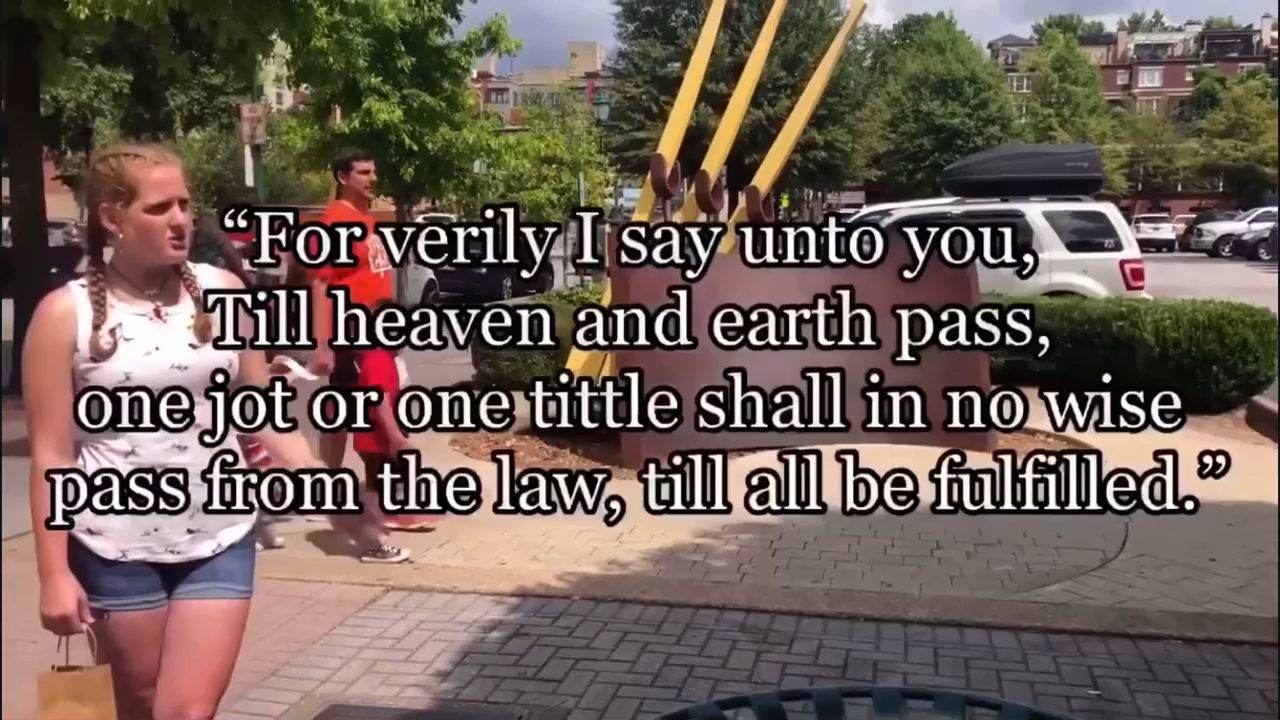 “For verily I say unto you,
Till heaven and earth pass,
one jot or one tittle shall in no wise
pass from the law, till all be fulfilled.”